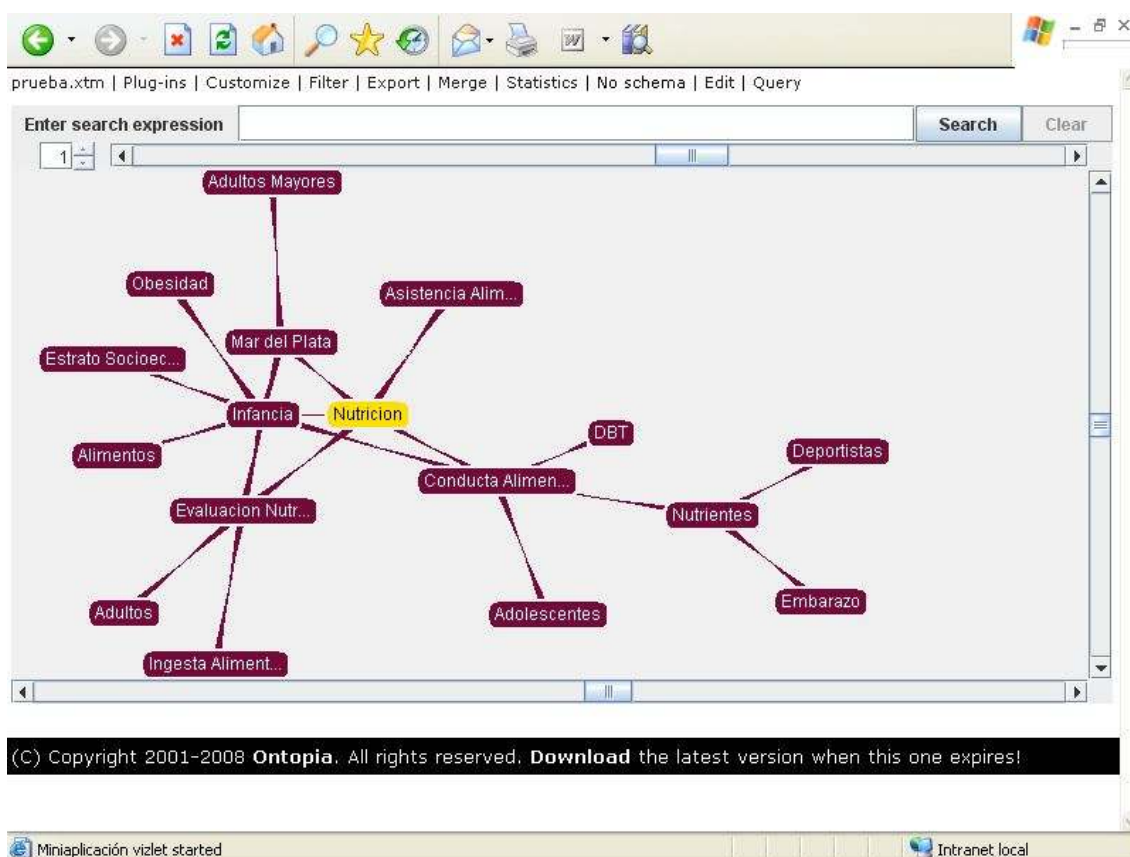 prueba.xtm | Plug-ins | Customize | Filter | Export | Merge | Statistics | No schema | Edit | Query
Enter search expression Search Clear
1
Adultos Mayores
Obesidad
Asistencia Alim...
Mar del Plata
Estrato Socioec...
Infancia
Nutricion
DBT
Alimentos
Deportistas
Conducta Alimen...
Evaluacion Nutr...
Nutrientes
Embarazo
Adultos
Adolescentes
Ingesta Aliment...
(C) Copyright 2001-2008 Ontopia. All rights reserved. Download the latest version when this one expires!
Miniaplicación vizlet started Intranet local